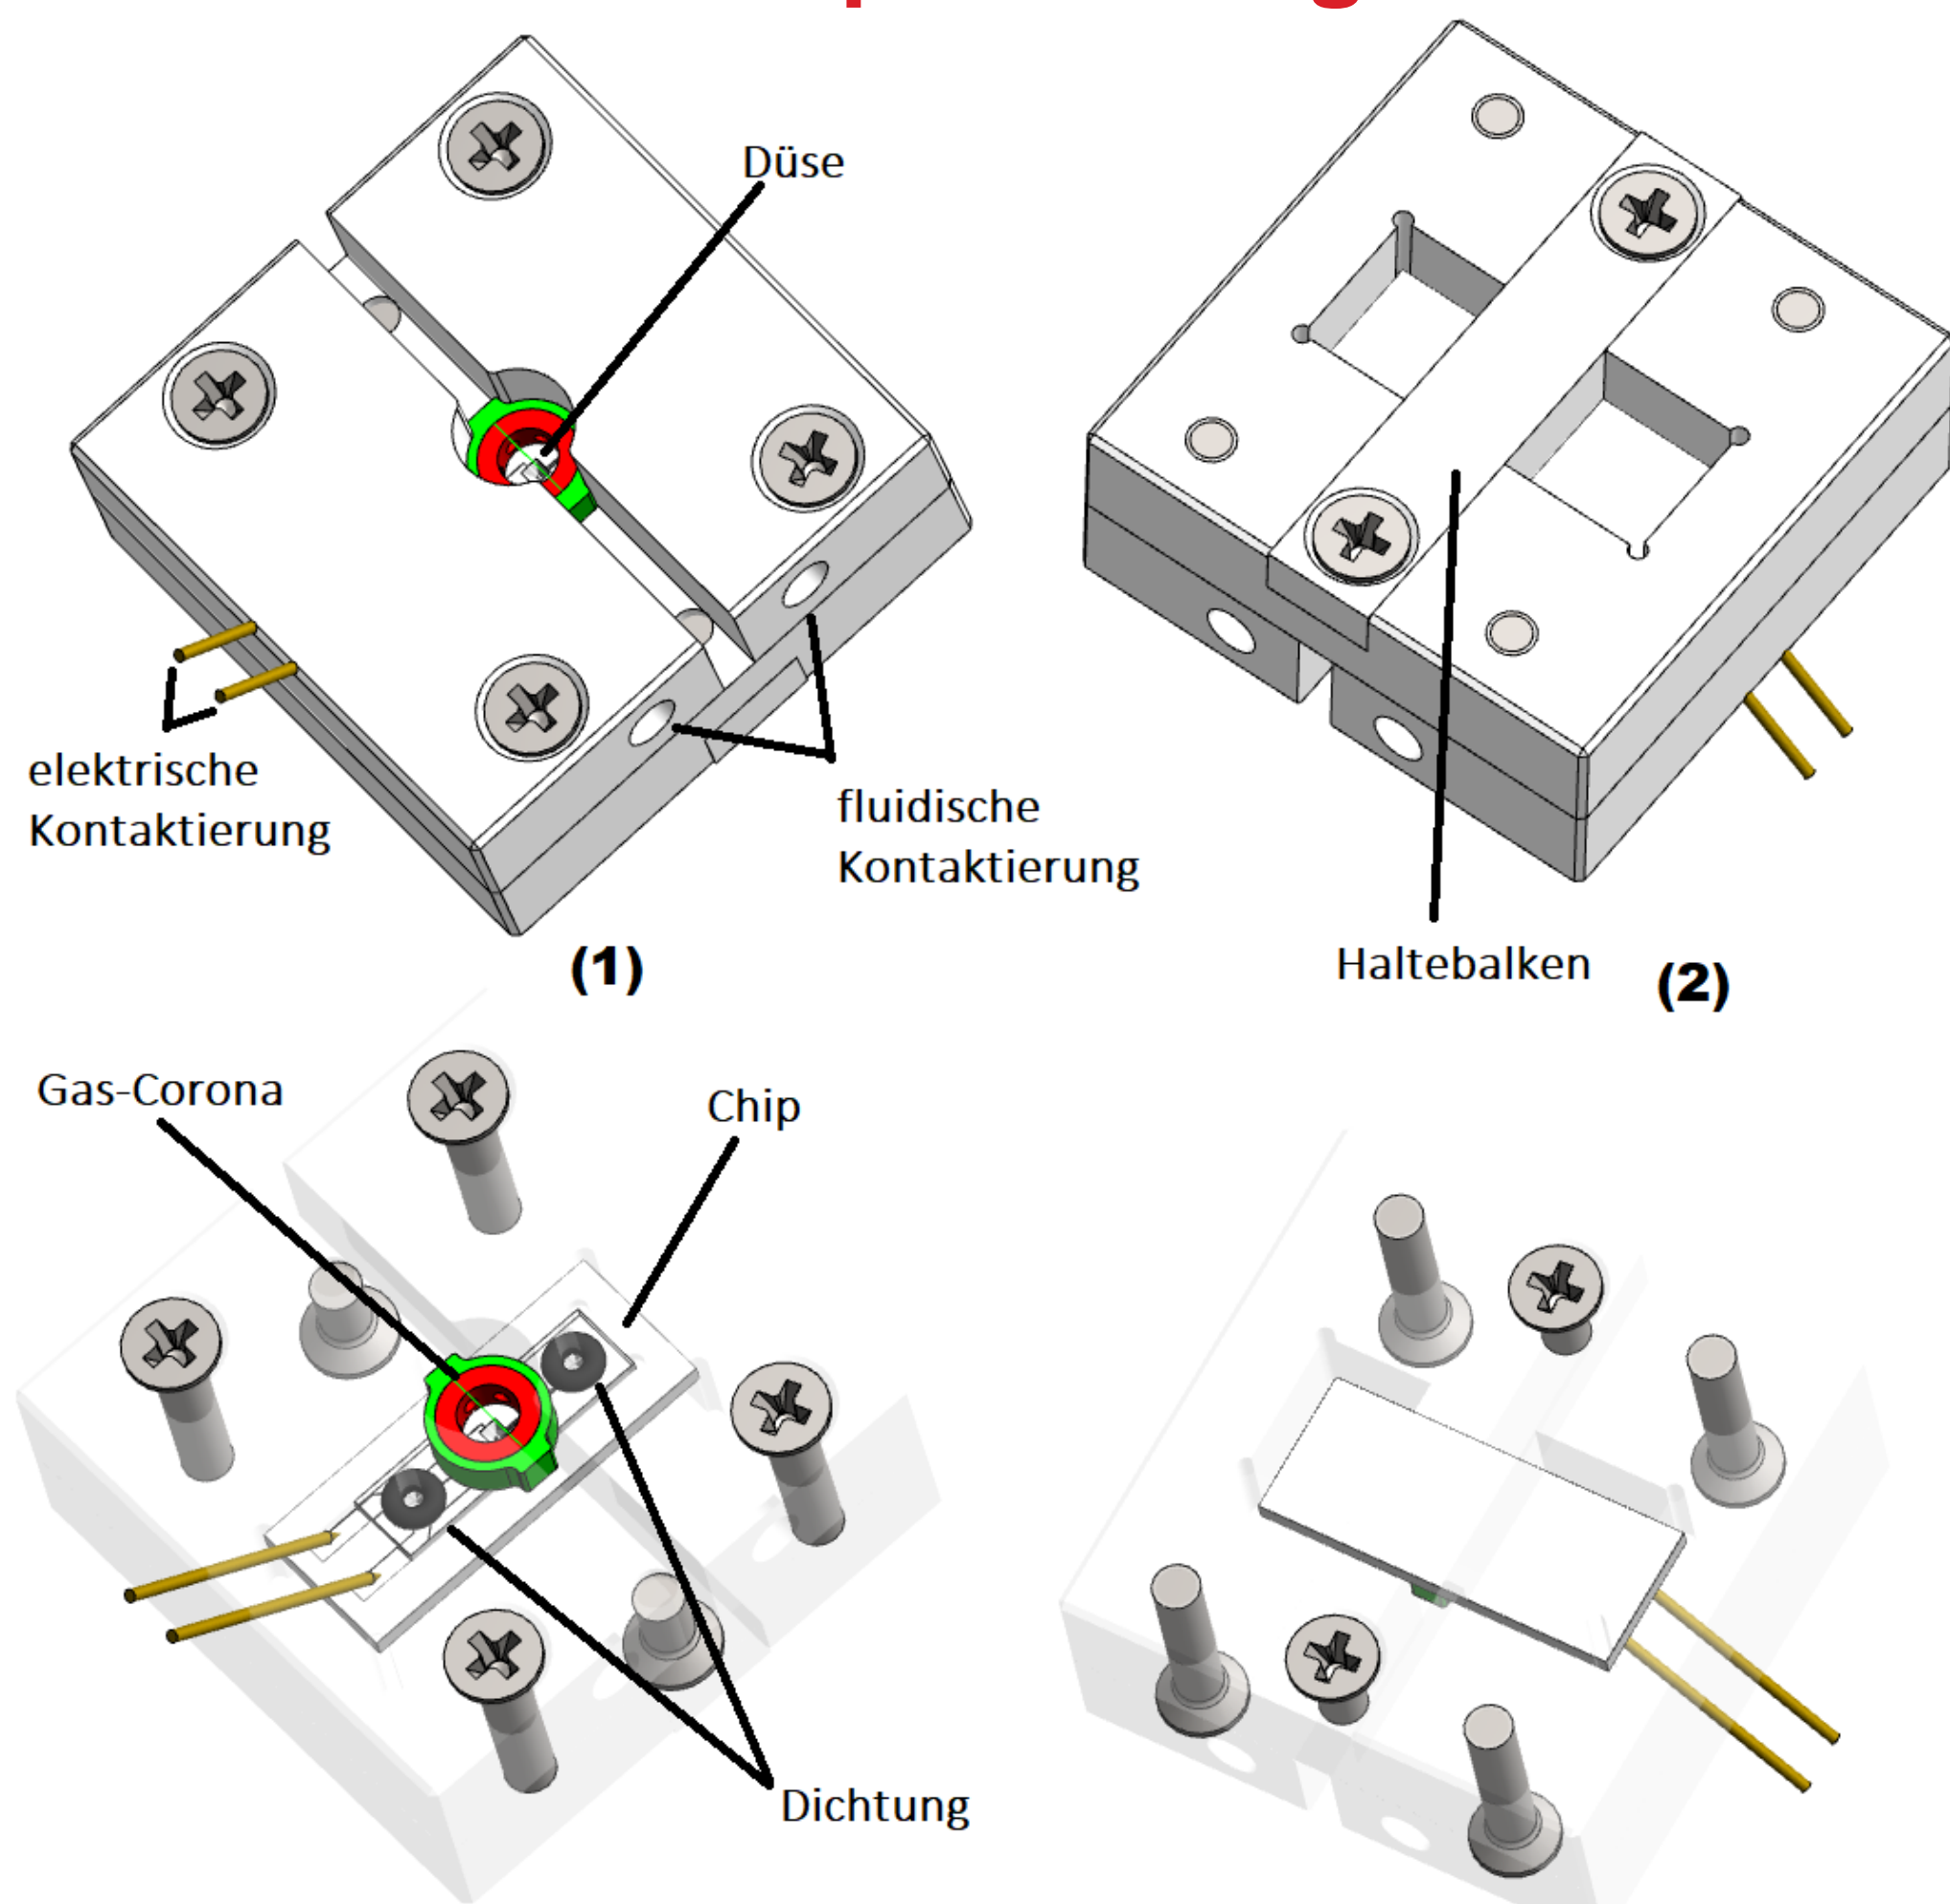 Düse
elektrische
Kontaktierung
fluidische
Kontaktierung
(1)
Haltebalken
(2)
Gas-Corona
Chip
Dichtung